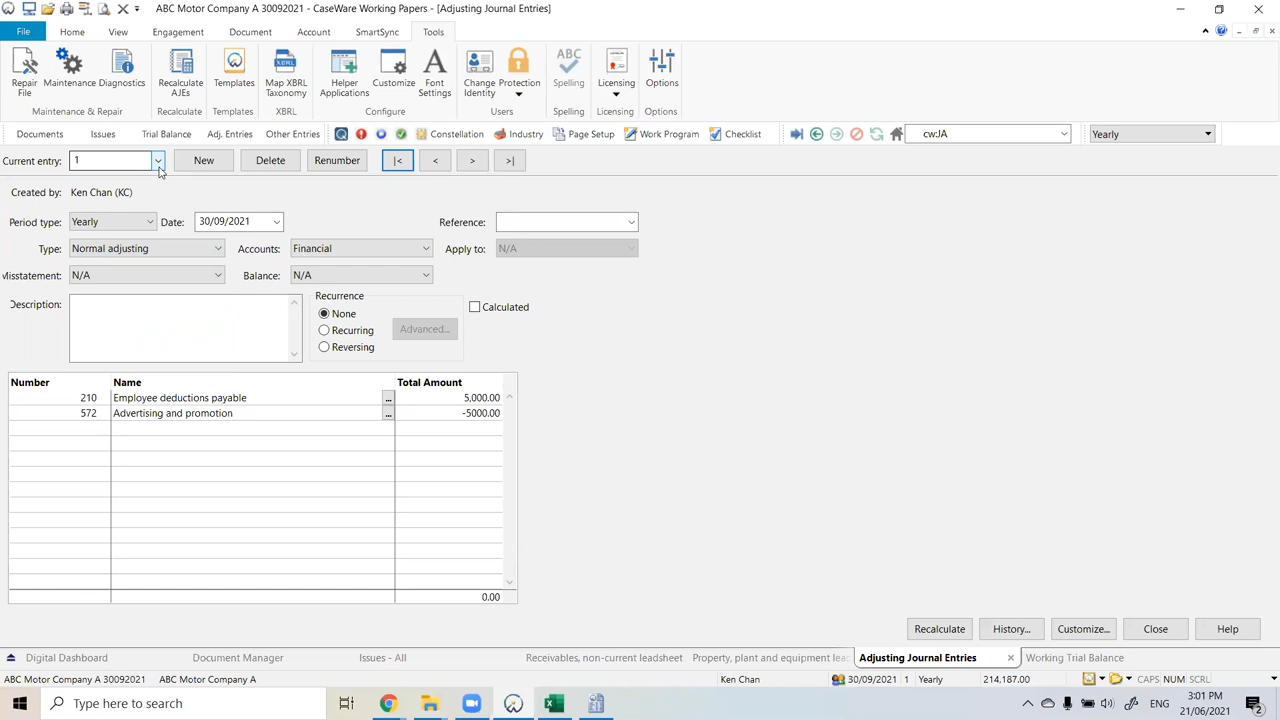 ABC Motor Company A 30092021 - CaseWare Working Papers - [Adjusting Journal Entries]
File Home View Engagement Document Account SmartSync Tools
Repair File Maintenance Diagnostics Recalculate AJEs Templates Map XBRL Taxonomy Helper Applications Customize Font Settings Change Identity Protection ABC Spelling Licensing Options
Maintenance & Repair Recalculate Templates XBRL Configure Users Spelling Licensing Options
Documents Issues Trial Balance Adj. Entries Other Entries Constellation Industry Page Setup Work Program Checklist cw:JA Yearly
Current entry: 1 New Delete Renumber |< < > >|
Created by: Ken Chan (KC)
Period type: Yearly Date: 30/09/2021 Reference:
Type: Normal adjusting Accounts: Financial Apply to: N/A
Misstatement: N/A Balance: N/A
Description: Recurrence Calculated
None
Recurring Advanced...
Reversing
Number Name Total Amount
210 Employee deductions payable ... 5,000.00
572 Advertising and promotion ... -5000.00
0.00
Recalculate History... Customize... Close Help
Digital Dashboard Document Manager Issues - All Receivables, non-current leadsheet Property, plant and equipment lea Adjusting Journal Entries Working Trial Balance
ABC Motor Company A 30092021 ABC Motor Company A Ken Chan 30/09/2021 1 Yearly 214,187.00 CAPS NUM SCRL
Type here to search ENG 3:01 PM
21/06/2021 2